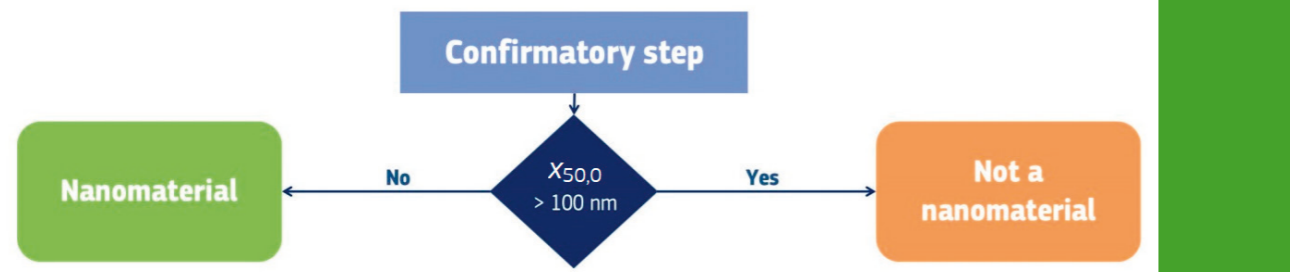 Confirmatory step
Nanomaterial
No
x50,0
> 100 nm
Yes
Not a
nanomaterial